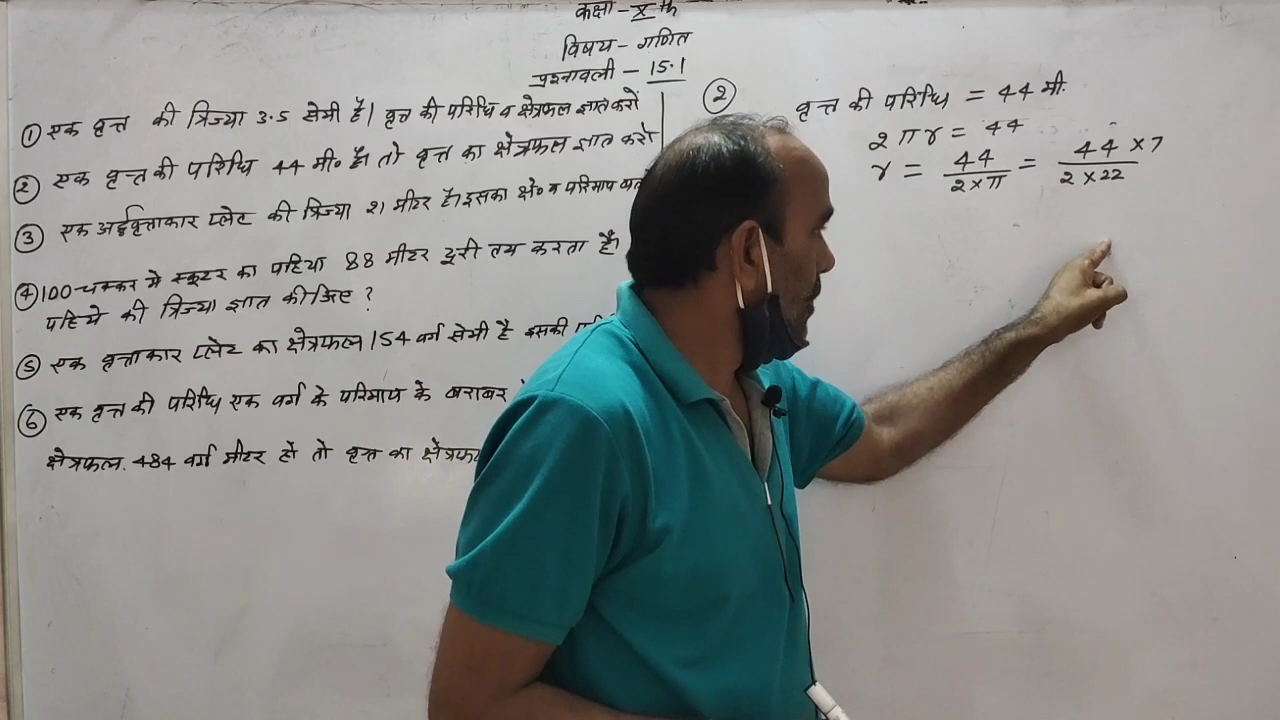 कक्षा - X th
विषय - गणित
प्रश्नावली - 15.1
① एक वृत्त की त्रिज्या 3.5 सेमी है। वृत्त की परिधि व क्षेत्रफल ज्ञात करो
② एक वृत्त की परिधि 44 मी० है। तो वृत्त का क्षेत्रफल ज्ञात करो
③ एक अर्द्धवृत्ताकार प्लेट की त्रिज्या 21 मीटर है। इसका क्षे० व परिमाप
④ 100 चक्कर मे स्कूटर का पहिया 88 मीटर दूरी तय करता है।
पहिये की त्रिज्या ज्ञात कीजिए ?
⑤ एक वृत्ताकार प्लेट का क्षेत्रफल 154 वर्ग सेमी है इसकी
⑥ एक वृत्त की परिधि एक वर्ग के परिमाप के बराबर
क्षेत्रफल. 484 वर्ग मीटर हो तो वृत्त का
② वृत्त की परिधि = 44 मी.
2 π r = 44
r = 44 / 2 × π = 44 × 7 / 2 × 22